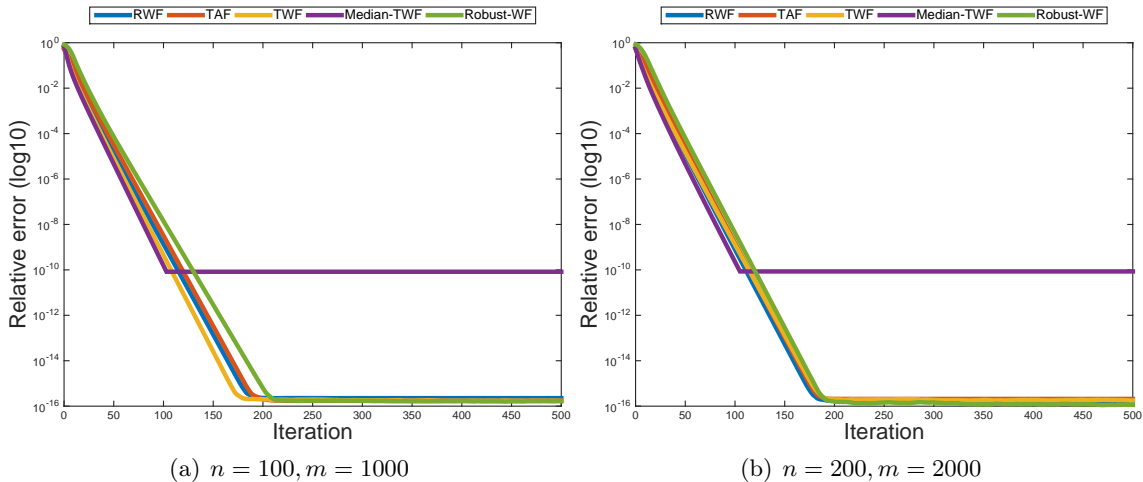 RWF TAF TWF Median-TWF Robust-WF
10^0
10^-2
10^-4
10^-6
10^-8
10^-10
10^-12
10^-14
10^-16
Relative error (log10)
0 50 100 150 200 250 300 350 400 450 500
Iteration
(a) n = 100, m = 1000
RWF TAF TWF Median-TWF Robust-WF
10^0
10^-2
10^-4
10^-6
10^-8
10^-10
10^-12
10^-14
10^-16
Relative error (log10)
0 50 100 150 200 250 300 350 400 450 500
Iteration
(b) n = 200, m = 2000